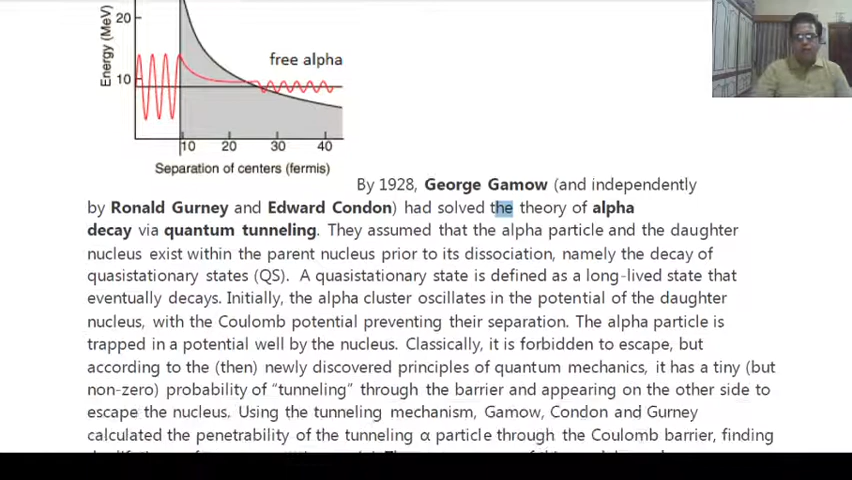 Energy (MeV)
20
10
free alpha
10
20
30
40
Separation of centers (fermis)
By 1928, George Gamow (and independently
by Ronald Gurney and Edward Condon) had solved the theory of alpha
decay via quantum tunneling. They assumed that the alpha particle and the daughter
nucleus exist within the parent nucleus prior to its dissociation, namely the decay of
quasistationary states (QS).  A quasistationary state is defined as a long-lived state that
eventually decays. Initially, the alpha cluster oscillates in the potential of the daughter
nucleus, with the Coulomb potential preventing their separation. The alpha particle is
trapped in a potential well by the nucleus. Classically, it is forbidden to escape, but
according to the (then) newly discovered principles of quantum mechanics, it has a tiny (but
non-zero) probability of “tunneling” through the barrier and appearing on the other side to
escape the nucleus. Using the tunneling mechanism, Gamow, Condon and Gurney
calculated the penetrability of the tunneling α particle through the Coulomb barrier, finding